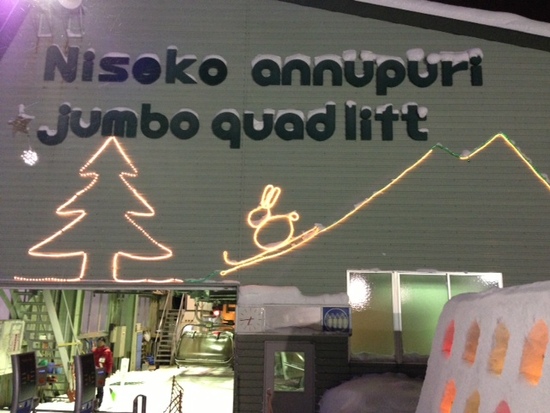 Niseko annupuri
jumbo quad lift